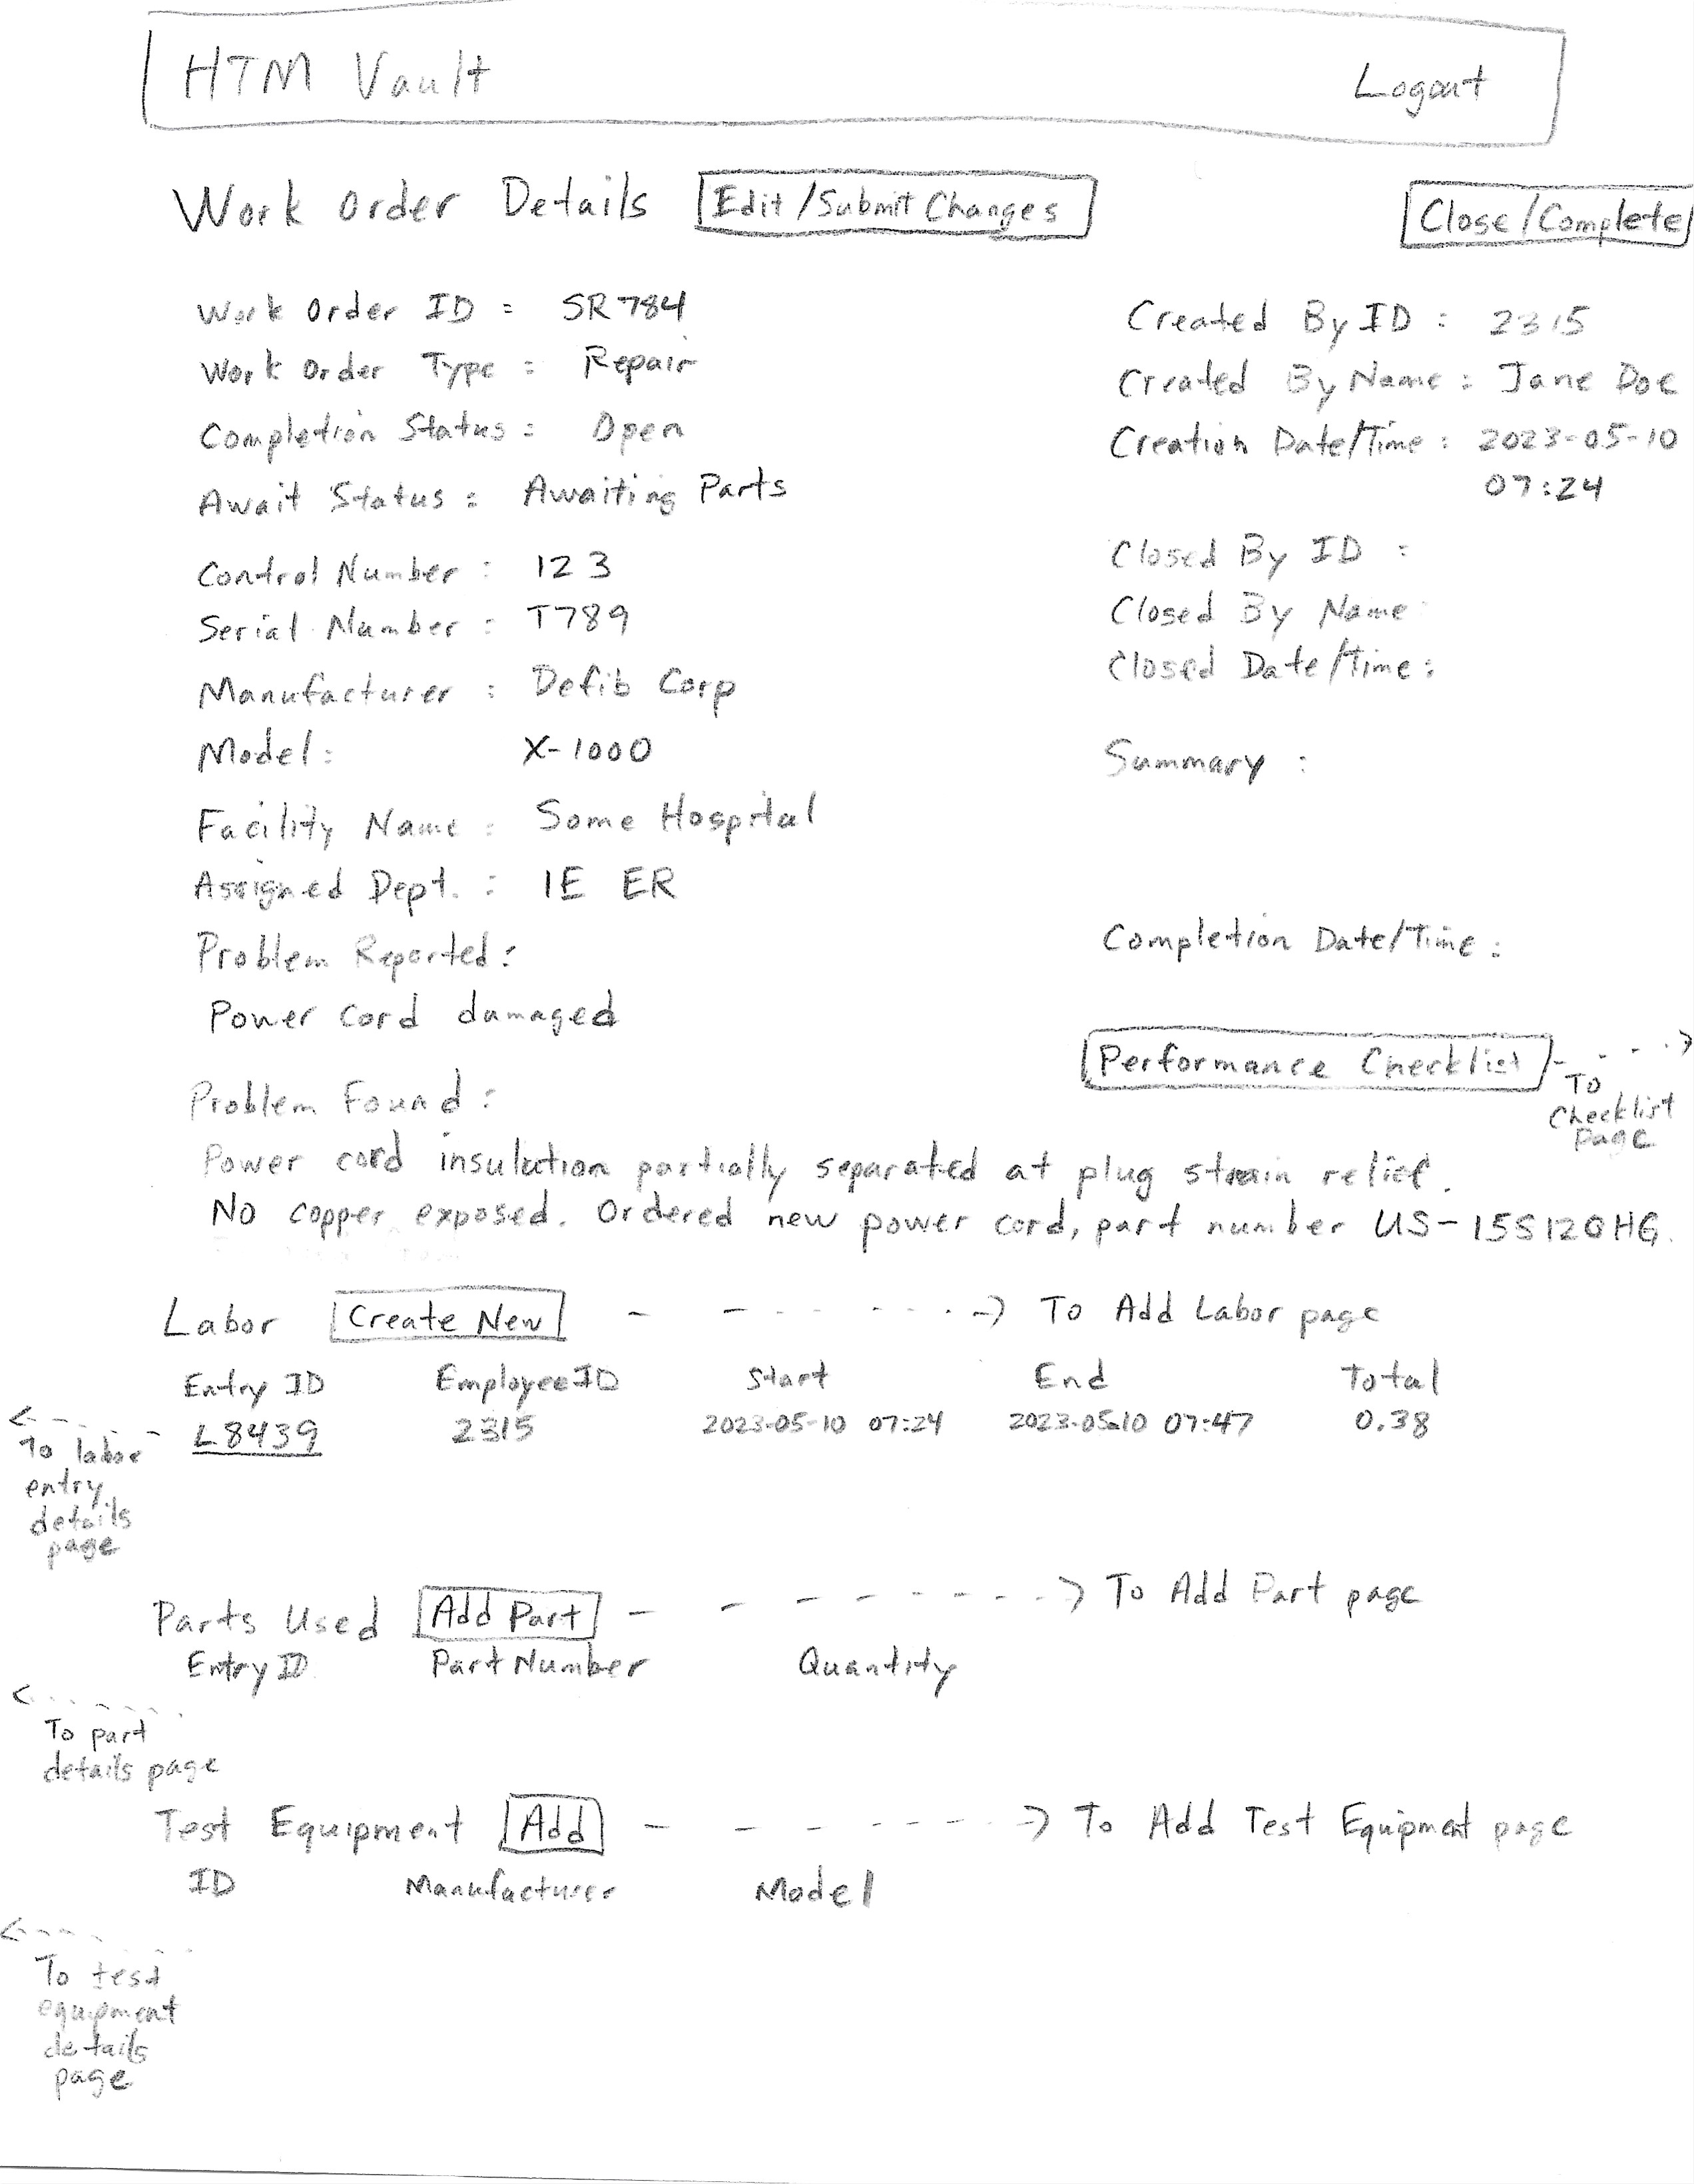 HTM Vault Logout
Work Order Details Edit/Submit Changes Close/Complete
Work Order ID : SR784 Created By ID : 2315
Work Order Type : Repair Created By Name : Jane Doe
Completion Status : Open Creation Date/Time : 2023-05-10
Await Status : Awaiting Parts 07:24
Control Number : 123 Closed By ID :
Serial Number : T789 Closed By Name
Manufacturer : Defib Corp Closed Date/Time :
Model : X-1000 Summary :
Facility Name : Some Hospital
Assigned Dept. : 1E ER
Problem Reported : Completion Date/Time :
Power cord damaged
Performance Checklist
To
Checklist
page
Problem Found :
Power cord insulation partially separated at plug strain relief.
No copper exposed. Ordered new power cord, part number US-15S120HG.
Labor Create New To Add Labor page
Entry ID Employee ID Start End Total
L8439 2315 2023-05-10 07:24 2023-05-10 07:47 0.38
To labor
entry
details
page
Parts Used Add Part To Add Part page
Entry ID Part Number Quantity
To part
details page
Test Equipment Add To Add Test Equipment page
ID Manufacturer Model
To test
equipment
details
page